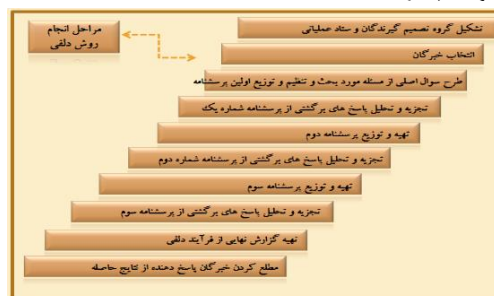 مراحل انجام
روش دلفی
تشکیل گروه تصمیم گیرندگان و ستاد عملیاتی
انتخاب خبرگان
طرح سوال اصلی از مسئله مورد بحث و تنظیم و توزیع اولین پرسشنامه
تجزیه و تحلیل پاسخ های برگشتی از پرسشنامه شماره یک
تهیه و توزیع پرسشنامه دوم
تجزیه و تحلیل پاسخ های برگشتی از پرسشنامه شماره دوم
تهیه و توزیع پرسشنامه سوم
تجزیه و تحلیل پاسخ های برگشتی از پرسشنامه سوم
تهیه گزارش نهایی از فرآیند دلفی
مطلع کردن خبرگان پاسخ دهنده از نتایج حاصله